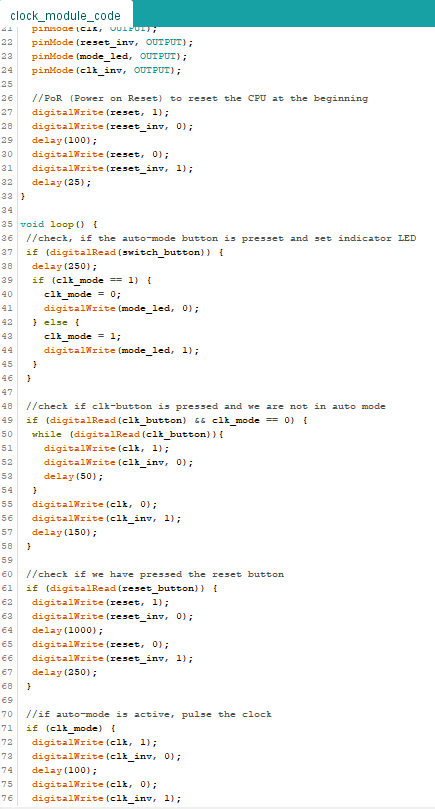 clock_module_code
21 pinMode(clk, OUTPUT);
22 pinMode(reset_inv, OUTPUT);
23 pinMode(mode_led, OUTPUT);
24 pinMode(clk_inv, OUTPUT);
25
26 //PoR (Power on Reset) to reset the CPU at the beginning
27 digitalWrite(reset, 1);
28 digitalWrite(reset_inv, 0);
29 delay(100);
30 digitalWrite(reset, 0);
31 digitalWrite(reset_inv, 1);
32 delay(25);
33 }
34
35 void loop() {
36 //check, if the auto-mode button is presset and set indicator LED
37 if (digitalRead(switch_button)) {
38 delay(250);
39 if (clk_mode == 1) {
40 clk_mode = 0;
41 digitalWrite(mode_led, 0);
42 } else {
43 clk_mode = 1;
44 digitalWrite(mode_led, 1);
45 }
46 }
47
48 //check if clk-button is pressed and we are not in auto mode
49 if (digitalRead(clk_button) && clk_mode == 0) {
50 while (digitalRead(clk_button)){
51 digitalWrite(clk, 1);
52 digitalWrite(clk_inv, 0);
53 delay(50);
54 }
55 digitalWrite(clk, 0);
56 digitalWrite(clk_inv, 1);
57 delay(150);
58 }
59
60 //check if we have pressed the reset button
61 if (digitalRead(reset_button)) {
62 digitalWrite(reset, 1);
63 digitalWrite(reset_inv, 0);
64 delay(1000);
65 digitalWrite(reset, 0);
66 digitalWrite(reset_inv, 1);
67 delay(250);
68 }
69
70 //if auto-mode is active, pulse the clock
71 if (clk_mode) {
72 digitalWrite(clk, 1);
73 digitalWrite(clk_inv, 0);
74 delay(100);
75 digitalWrite(clk, 0);
76 digitalWrite(clk_inv, 1);